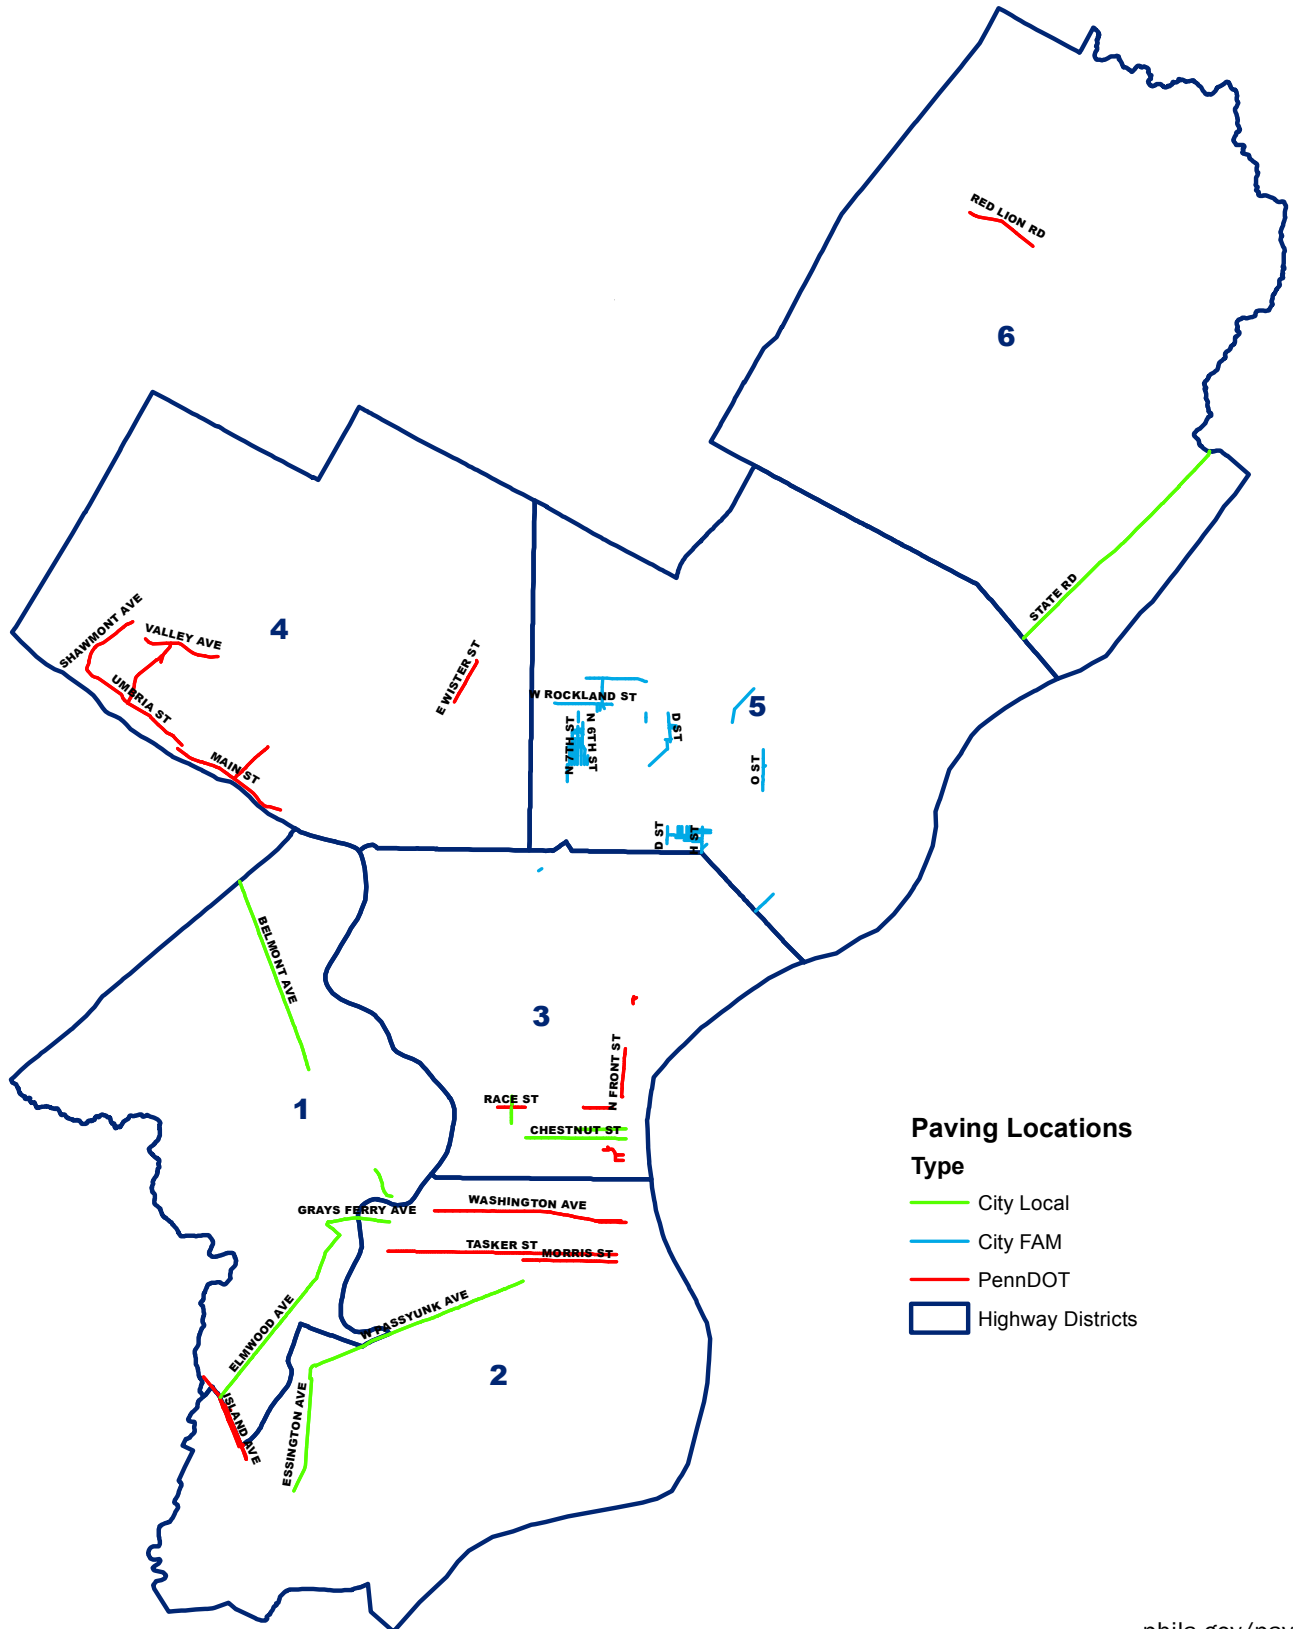 RED LION RD
6
STATE RD
SHAWMONT AVE
VALLEY AVE
4
UMBRIA ST
E WISTER ST
MAIN ST
W ROCKLAND ST
5
N 7TH ST
N 6TH ST
D ST
O ST
D ST
H ST
BELMONT AVE
3
N FRONT ST
RACE ST
1
CHESTNUT ST
WASHINGTON AVE
GRAYS FERRY AVE
TASKER ST
MORRIS ST
ELMWOOD AVE
W PASSYUNK AVE
2
ISLAND AVE
ESSINGTON AVE
Paving Locations
Type
City Local
City FAM
PennDOT
Highway Districts
phila.gov/pav